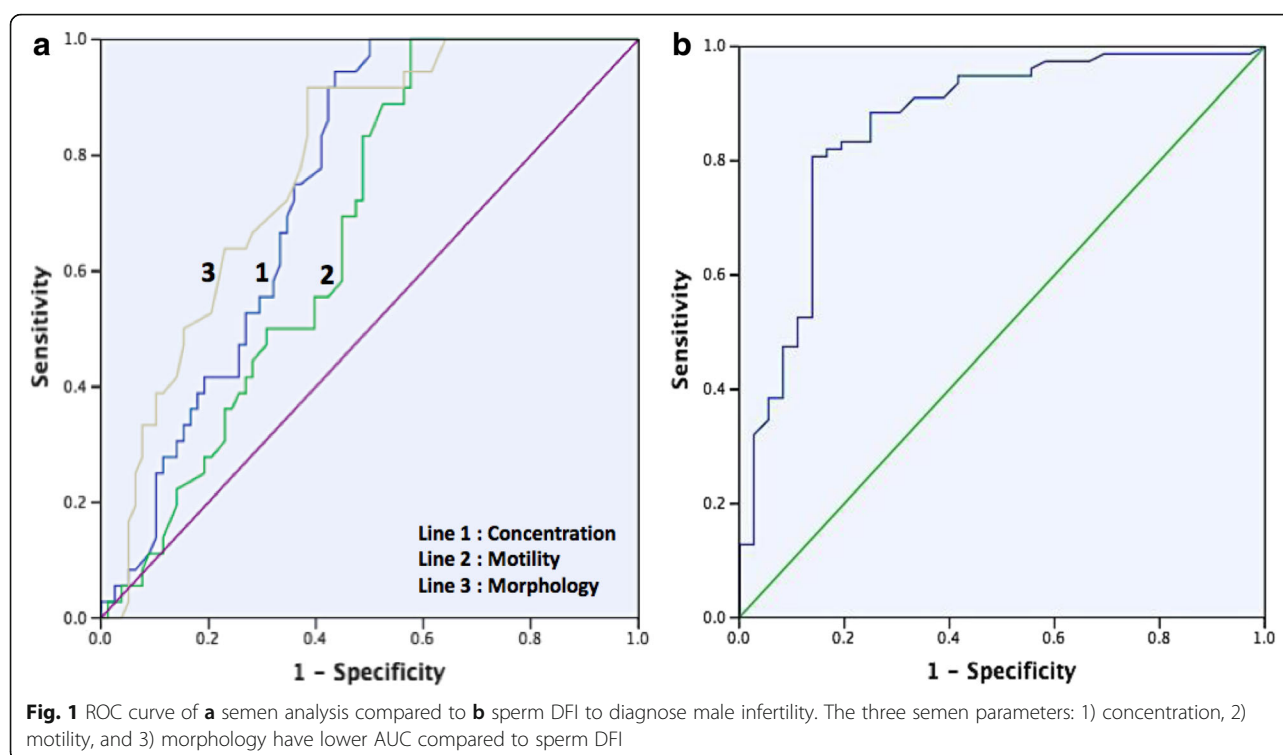 a
1.0
0.8
0.6
0.4
0.2
0.0
Sensitivity
3
1
2
Line 1 : Concentration
Line 2 : Motility
Line 3 : Morphology
0.0 0.2 0.4 0.6 0.8 1.0
1 – Specificity
b
1.0
0.8
0.6
0.4
0.2
0.0
Sensitivity
0.0 0.2 0.4 0.6 0.8 1.0
1 – Specificity
Fig. 1 ROC curve of a semen analysis compared to b sperm DFI to diagnose male infertility. The three semen parameters: 1) concentration, 2)
motility, and 3) morphology have lower AUC compared to sperm DFI